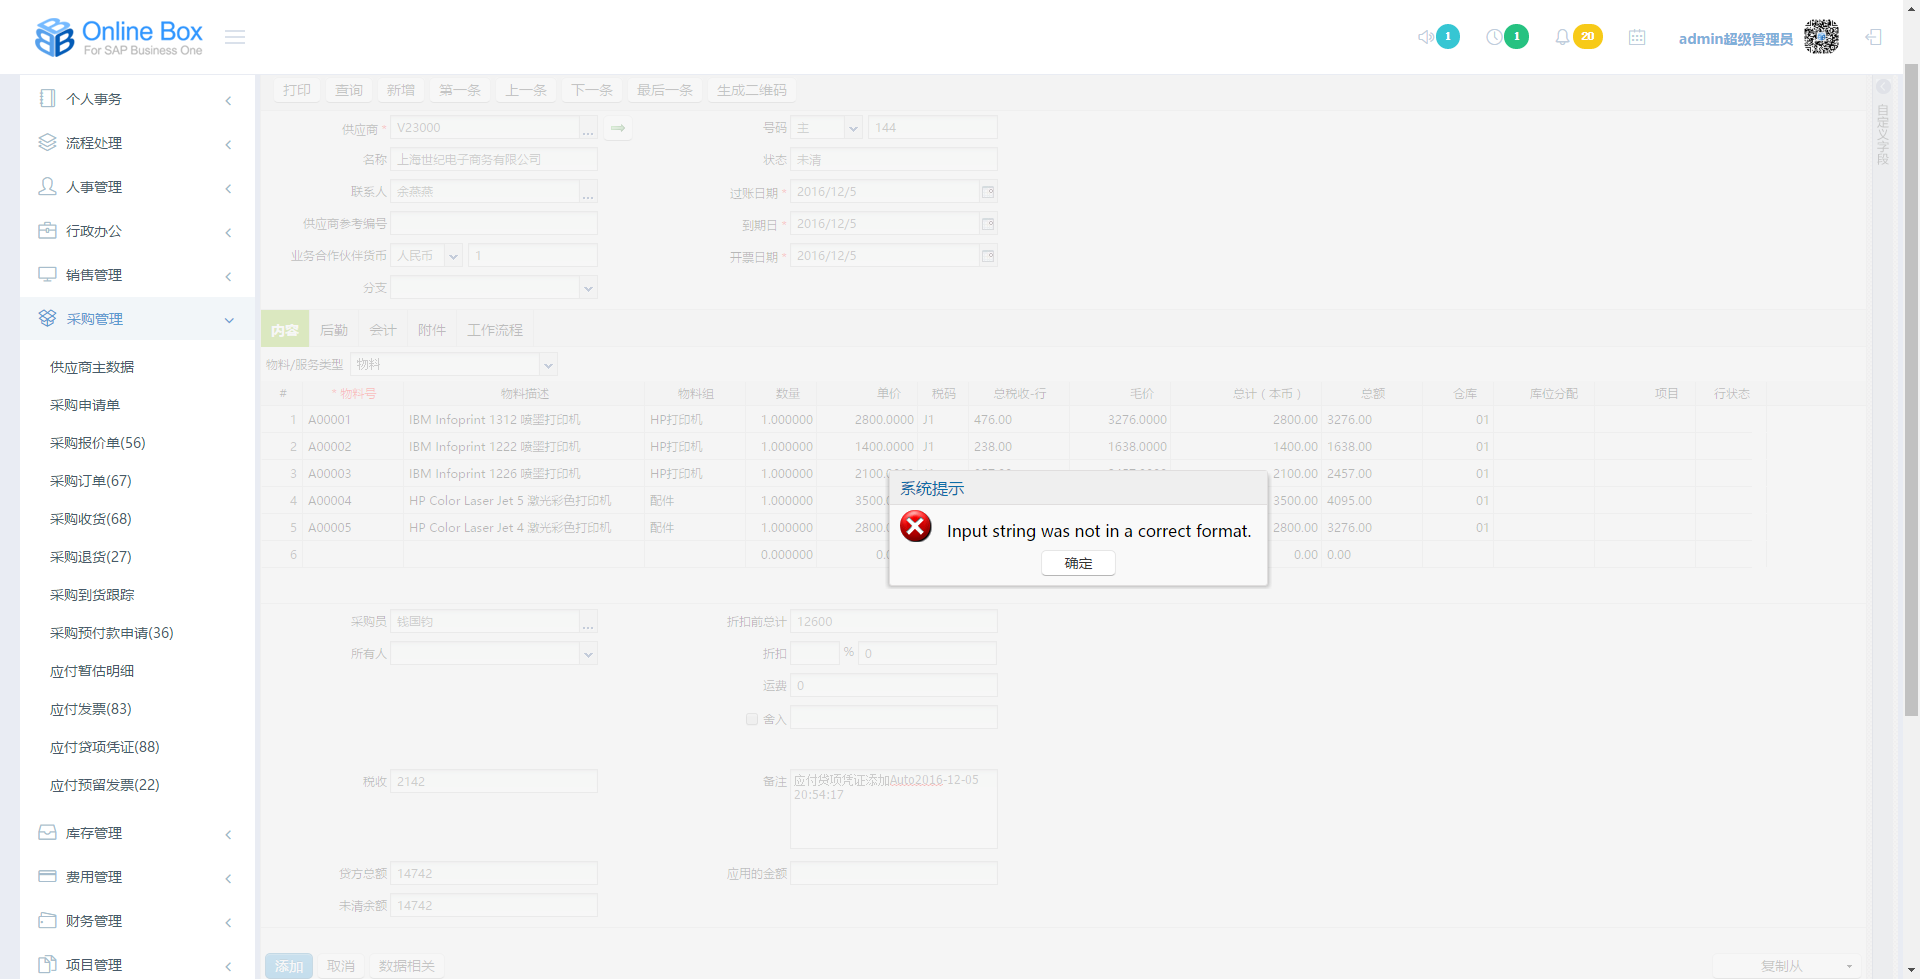 Online Box
For SAP Business One
1
1
20
admin超级管理员
个人事务
流程处理
人事管理
行政办公
销售管理
采购管理
供应商主数据
采购申请单
采购报价单(56)
采购订单(67)
采购收货(68)
采购退货(27)
采购到货跟踪
采购预付款申请(36)
应付暂估明细
应付发票(83)
应付贷项凭证(88)
应付预留发票(22)
库存管理
费用管理
财务管理
项目管理
打印 查询 新增 第一条 上一条 下一条 最后一条 生成二维码
供应商 * V23000 ... 号码 主 144
名称 上海世纪电子商务有限公司 状态 未清
联系人 余燕燕 ... 过账日期 * 2016/12/5
供应商参考编号 到期日 * 2016/12/5
业务合作伙伴货币 人民币 1 开票日期 * 2016/12/5
分支
自定义字段
内容 后勤 会计 附件 工作流程
物料/服务类型 物料
# * 物料号 物料描述 物料组 数量 单价 税码 总税收-行 毛价 总计（本币） 总额 仓库 库位分配 项目 行状态
1 A00001 IBM Infoprint 1312 喷墨打印机 HP打印机 1.000000 2800.0000 J1 476.00 3276.0000 2800.00 3276.00 01
2 A00002 IBM Infoprint 1222 喷墨打印机 HP打印机 1.000000 1400.0000 J1 238.00 1638.0000 1400.00 1638.00 01
3 A00003 IBM Infoprint 1226 喷墨打印机 HP打印机 1.000000 2100. 2100.00 2457.00 01
4 A00004 HP Color Laser Jet 5 激光彩色打印机 配件 1.000000 3500. 3500.00 4095.00 01
5 A00005 HP Color Laser Jet 4 激光彩色打印机 配件 1.000000 2800. 2800.00 3276.00 01
6 0.000000 0. 0.00 0.00
系统提示
Input string was not in a correct format.
确定
采购员 钱国钧 ... 折扣前总计 12600
所有人 折扣 % 0
运费 0
舍入
税收 2142 备注 应付贷项凭证添加Auto2016-12-05
20:54:17
贷方总额 14742 应用的金额
未清余额 14742
添加 取消 数据相关 复制从